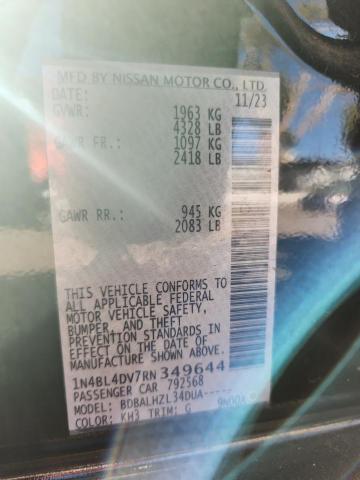 MFD BY NISSAN MOTOR CO., LTD.
DATE: 11/23
GVWR: 1963 KG
4328 LB
GAWR FR.: 1097 KG
2418 LB
GAWR RR.: 945 KG
2083 LB
THIS VEHICLE CONFORMS TO
ALL APPLICABLE FEDERAL
MOTOR VEHICLE SAFETY,
BUMPER, AND THEFT
PREVENTION STANDARDS IN
EFFECT ON THE DATE OF
MANUFACTURE SHOWN ABOVE.
1N4BL4DV7RN349644
PASSENGER CAR 792568
MODEL: BDBALHZL34DUA-----
COLOR: KH3 TRIM: G